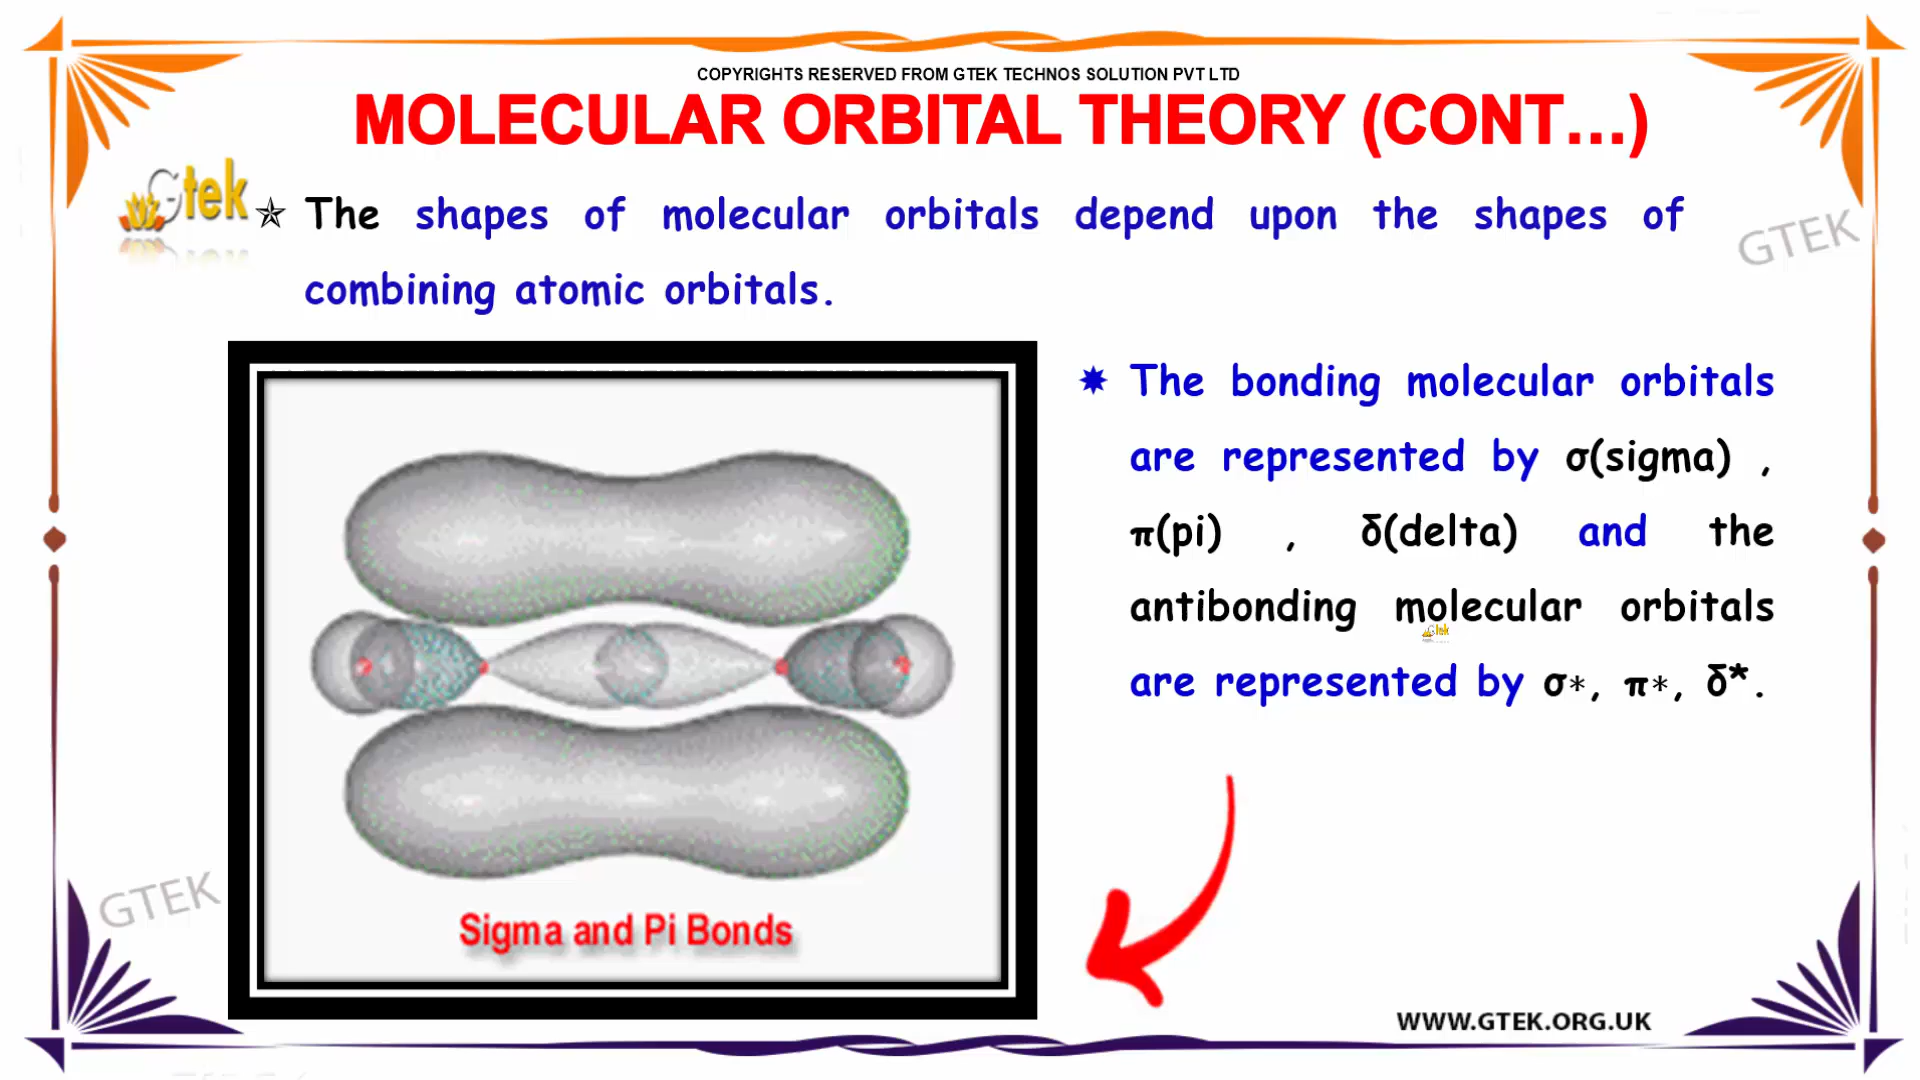 COPYRIGHTS RESERVED FROM GTEK TECHNOS SOLUTION PVT LTD
MOLECULAR ORBITAL THEORY (CONT...)
Gtek
The shapes of molecular orbitals depend upon the shapes of
combining atomic orbitals.
GTEK
The bonding molecular orbitals
are represented by σ(sigma) ,
π(pi) , δ(delta) and the
antibonding molecular orbitals
Gtek
are represented by σ*, π*, δ*.
GTEK
Sigma and Pi Bonds
WWW.GTEK.ORG.UK